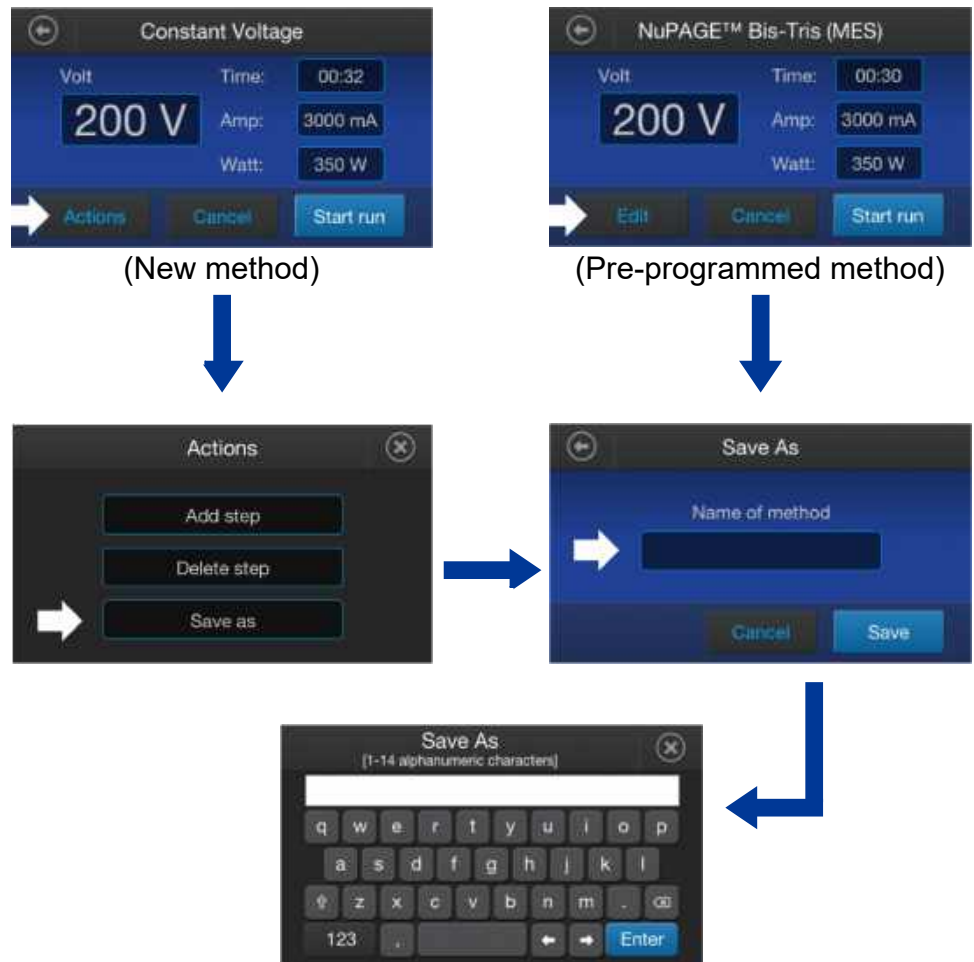 Constant Voltage
Volt
200 V
Time: 00:32
Amp: 3000 mA
Watt: 350 W
Actions Cancel Start run
(New method)
NuPAGE™ Bis-Tris (MES)
Volt
200 V
Time: 00:30
Amp: 3000 mA
Watt: 350 W
Edit Cancel Start run
(Pre-programmed method)
Actions
Add step
Delete step
Save as
Save As
Name of method
Cancel Save
Save As
[1-14 alphanumeric characters]
q w e r t y u i o p
a s d f g h j k l
z x c v b n m .
123 , Enter